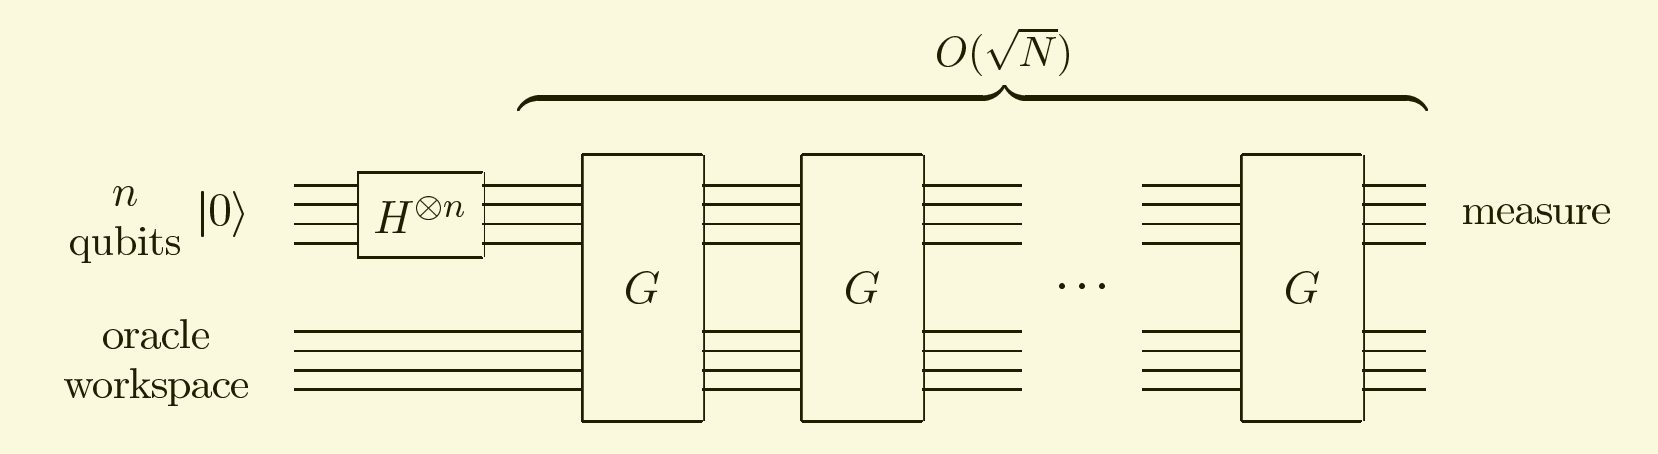 O(√N)
n
qubits
|0⟩
H⊗n
G
G
···
G
measure
oracle
workspace